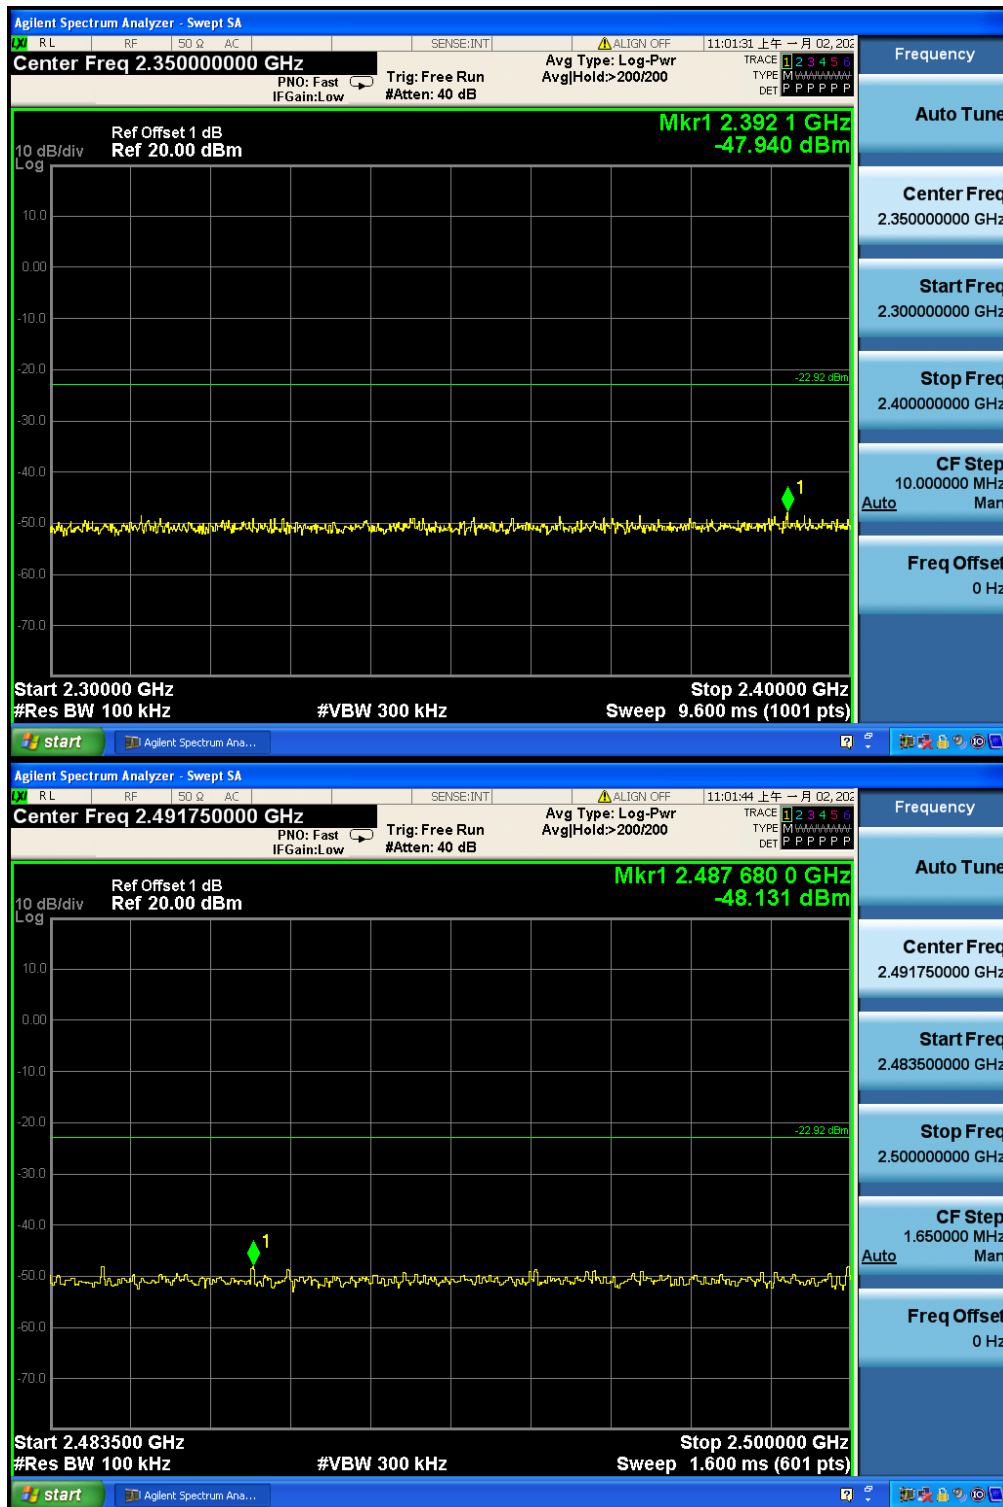 Agilent Spectrum Analyzer - Swept SA
LXI RL RF 50 Ω AC SENSE:INT ALIGN OFF 11:01:31 上午 一月 02, 202
Center Freq 2.350000000 GHz
PNO: Fast
IFGain:Low
Trig: Free Run
#Atten: 40 dB
Avg Type: Log-Pwr
Avg|Hold:>200/200
TRACE 1 2 3 4 5 6
TYPE M WWWWW
DET P P P P P P
Mkr1 2.392 1 GHz
-47.940 dBm
Ref Offset 1 dB
10 dB/div Ref 20.00 dBm
Log
10.0
0.00
-10.0
-20.0
-22.92 dBm
-30.0
-40.0
1
-50.0
-60.0
-70.0
Start 2.30000 GHz Stop 2.40000 GHz
#Res BW 100 kHz #VBW 300 kHz Sweep 9.600 ms (1001 pts)
Frequency
Auto Tune
Center Freq
2.350000000 GHz
Start Freq
2.300000000 GHz
Stop Freq
2.400000000 GHz
CF Step
10.000000 MHz
Auto Man
Freq Offset
0 Hz
start Agilent Spectrum Ana...
Agilent Spectrum Analyzer - Swept SA
LXI RL RF 50 Ω AC SENSE:INT ALIGN OFF 11:01:44 上午 一月 02, 202
Center Freq 2.491750000 GHz
PNO: Fast
IFGain:Low
Trig: Free Run
#Atten: 40 dB
Avg Type: Log-Pwr
Avg|Hold:>200/200
TRACE 1 2 3 4 5 6
TYPE M WWWWW
DET P P P P P P
Mkr1 2.487 680 0 GHz
-48.131 dBm
Ref Offset 1 dB
10 dB/div Ref 20.00 dBm
Log
10.0
0.00
-10.0
-20.0
-22.92 dBm
-30.0
-40.0
1
-50.0
-60.0
-70.0
Start 2.483500 GHz Stop 2.500000 GHz
#Res BW 100 kHz #VBW 300 kHz Sweep 1.600 ms (601 pts)
Frequency
Auto Tune
Center Freq
2.491750000 GHz
Start Freq
2.483500000 GHz
Stop Freq
2.500000000 GHz
CF Step
1.650000 MHz
Auto Man
Freq Offset
0 Hz
start Agilent Spectrum Ana...